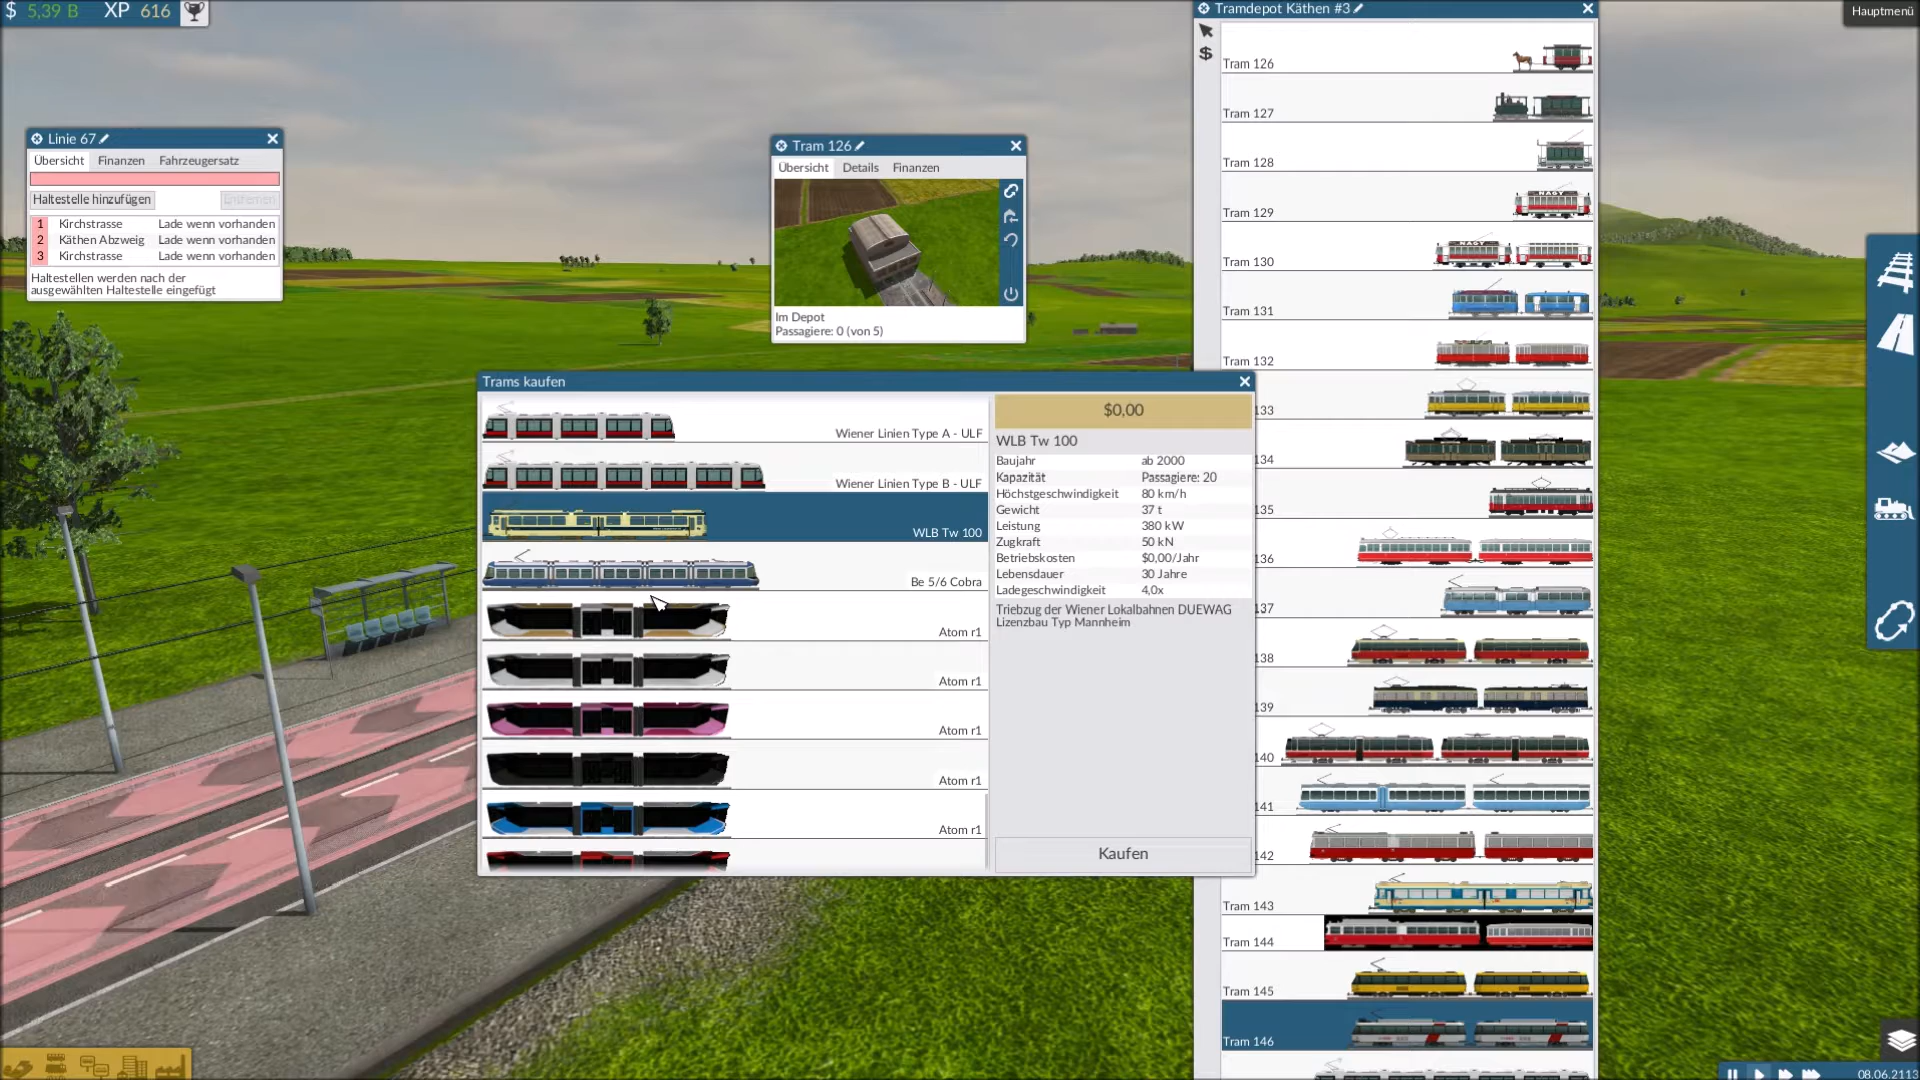 $ 5,39 B XP 616
Hauptmenü
Linie 67
Übersicht Finanzen Fahrzeugersatz
Haltestelle hinzufügen Entfernen
1 Kirchstrasse Lade wenn vorhanden
2 Käthen Abzweig Lade wenn vorhanden
3 Kirchstrasse Lade wenn vorhanden
Haltestellen werden nach der
ausgewählten Haltestelle eingefügt
Tram 126
Übersicht Details Finanzen
Im Depot
Passagiere: 0 (von 5)
Trams kaufen
Wiener Linien Type A - ULF
Wiener Linien Type B - ULF
WLB Tw 100
Be 5/6 Cobra
Atom r1
Atom r1
Atom r1
Atom r1
Atom r1
$0,00
WLB Tw 100
Baujahr ab 2000
Kapazität Passagiere: 20
Höchstgeschwindigkeit 80 km/h
Gewicht 37 t
Leistung 380 kW
Zugkraft 50 kN
Betriebskosten $0,00/Jahr
Lebensdauer 30 Jahre
Ladegeschwindigkeit 4,0x
Triebzug der Wiener Lokalbahnen DUEWAG
Lizenzbau Typ Mannheim
Kaufen
Tramdepot Käthen #3
$
Tram 126
Tram 127
Tram 128
Tram 129
NAGY
Tram 130
NAGY
Tram 131
Tram 132
133
134
135
136
137
138
139
140
141
142
Tram 143
Tram 144
Tram 145
Tram 146
08.06.2113